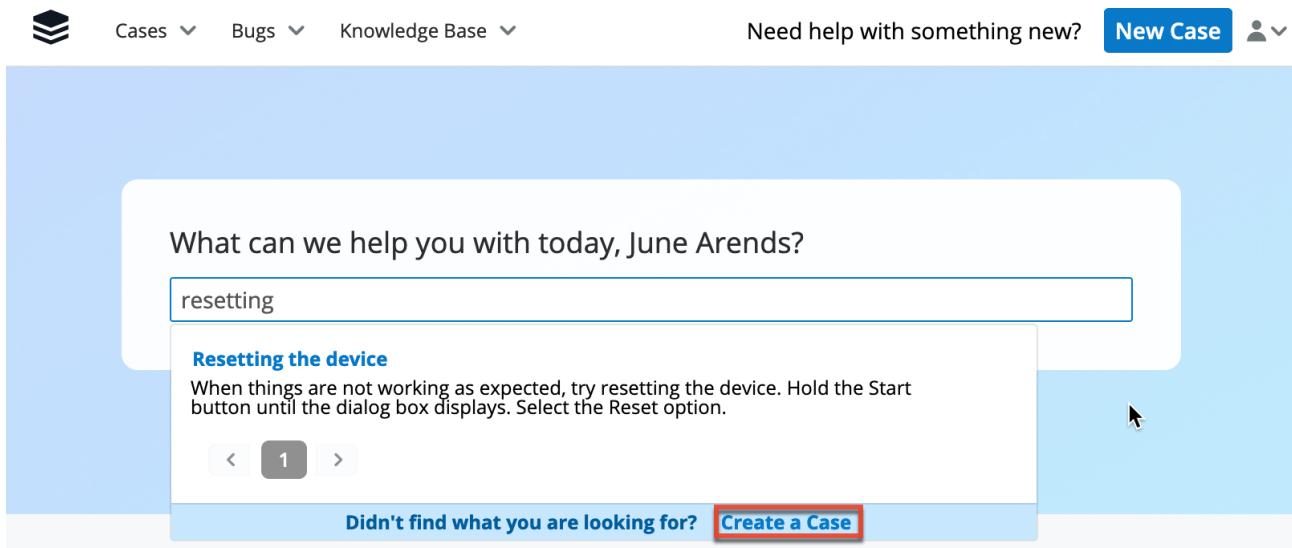 Cases Bugs Knowledge Base Need help with something new? New Case
What can we help you with today, June Arends?
resetting
Resetting the device
When things are not working as expected, try resetting the device. Hold the Start
button until the dialog box displays. Select the Reset option.
1
Didn't find what you are looking for? Create a Case